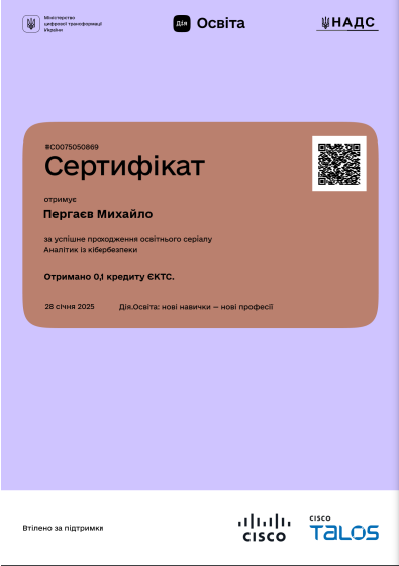 Міністерство
цифрової трансформації
України
Дія Освіта
НАДС
#IC0075050869
Сертифікат
отримує
Пєргаєв Михайло
за успішне проходження освітнього серіалу
Аналітик із кібербезпеки
Отримано 0,1 кредиту ЄКТС.
28 січня 2025 Дія.Освіта: нові навички — нові професії
Втілено за підтримки
CISCO
CISCO
TALOS